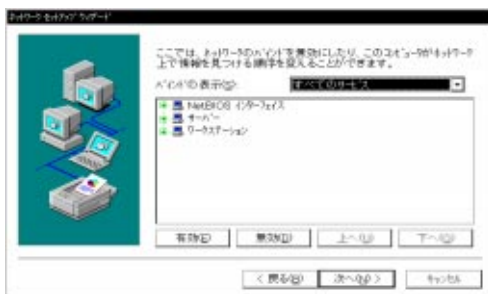 ネットワーク セットアップ ウィザード
ここでは、ネットワークのバインドを無効にしたり、このコンピュータがネットワーク
上で情報を見つける順序を変えることができます。
バインドの表示(S):
すべてのサービス
NetBIOS インターフェイス
サーバー
ワークステーション
有効(E)
無効(D)
上へ(U)
下へ(O)
< 戻る(B)
次へ(N) >
キャンセル